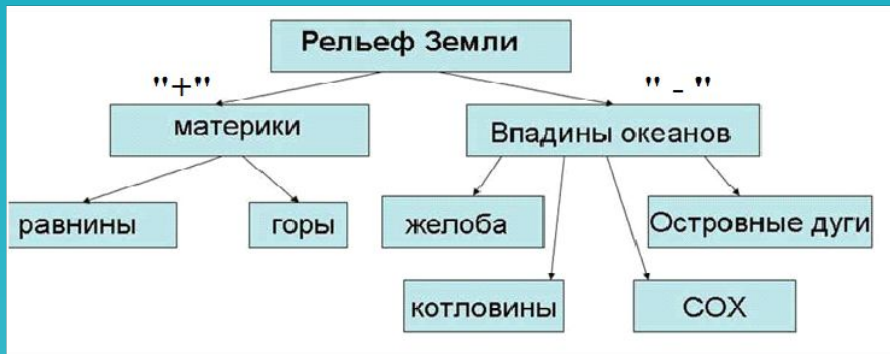 Рельеф Земли
"+"
" - "
материки
Впадины океанов
равнины
горы
желоба
Островные дуги
котловины
СОХ